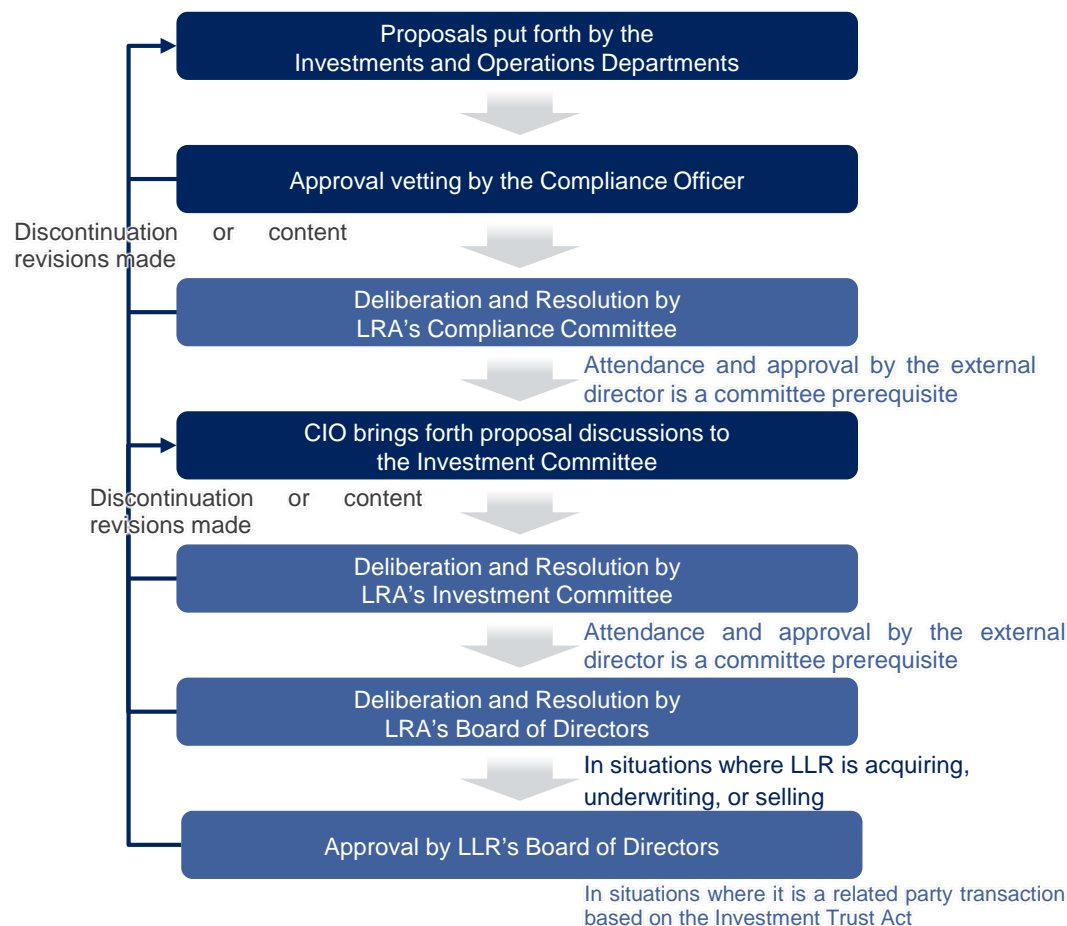 Proposals put forth by the
Investments and Operations Departments
Approval vetting by the Compliance Officer
Discontinuation or content
revisions made
Deliberation and Resolution by
LRA's Compliance Committee
Attendance and approval by the external
director is a committee prerequisite
CIO brings forth proposal discussions to
the Investment Committee
Discontinuation or content
revisions made
Deliberation and Resolution by
LRA's Investment Committee
Attendance and approval by the external
director is a committee prerequisite
Deliberation and Resolution by
LRA's Board of Directors
In situations where LLR is acquiring,
underwriting, or selling
Approval by LLR's Board of Directors
In situations where it is a related party transaction
based on the Investment Trust Act